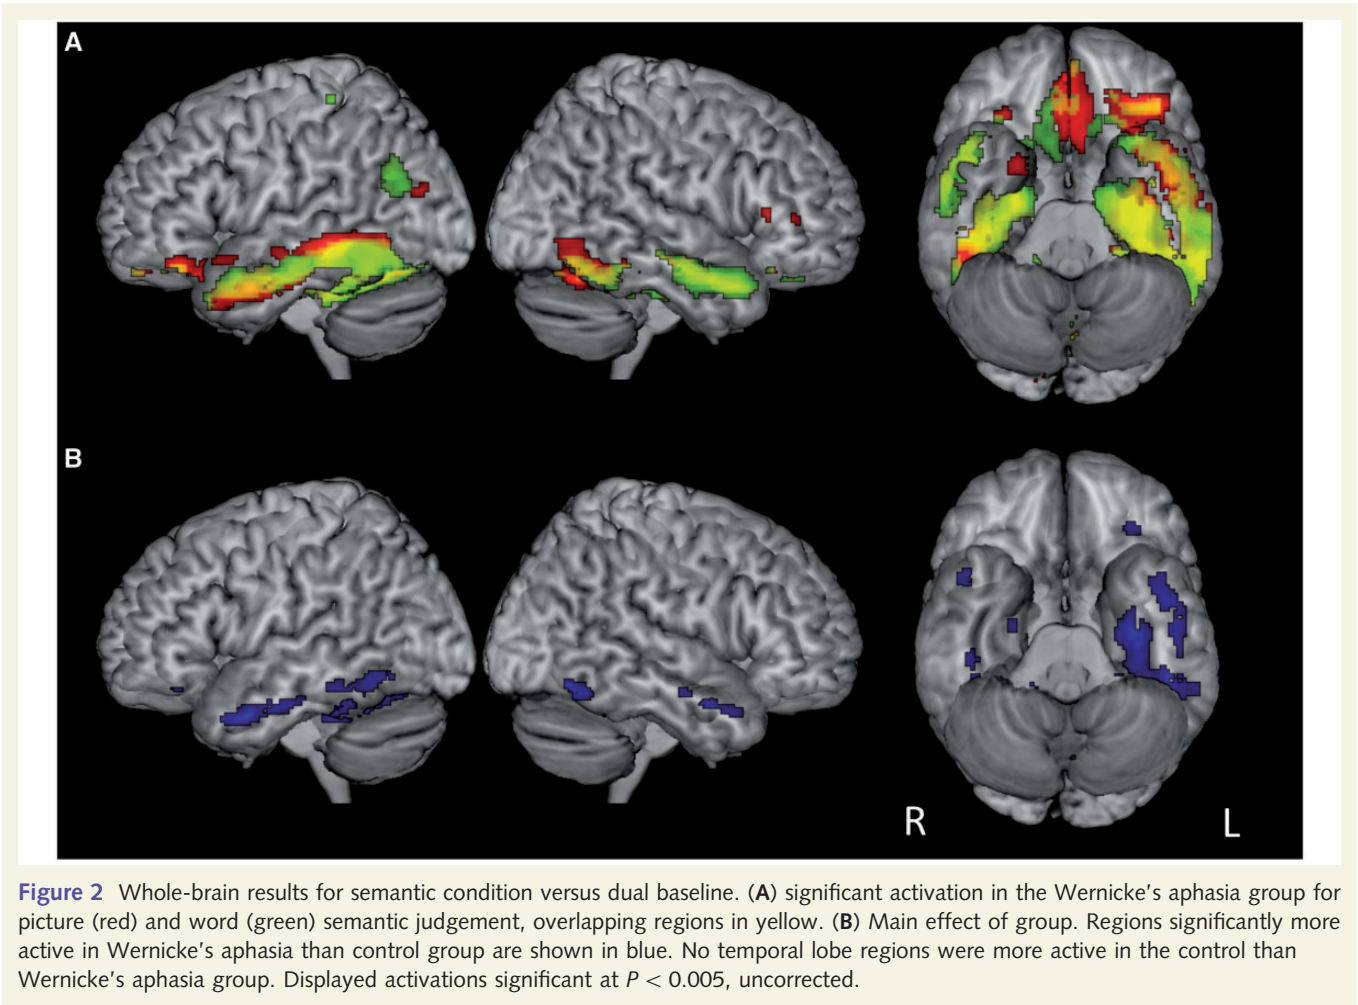 A
B
R L
Figure 2 Whole-brain results for semantic condition versus dual baseline. (A) significant activation in the Wernicke's aphasia group for
picture (red) and word (green) semantic judgement, overlapping regions in yellow. (B) Main effect of group. Regions significantly more
active in Wernicke's aphasia than control group are shown in blue. No temporal lobe regions were more active in the control than
Wernicke's aphasia group. Displayed activations significant at P < 0.005, uncorrected.